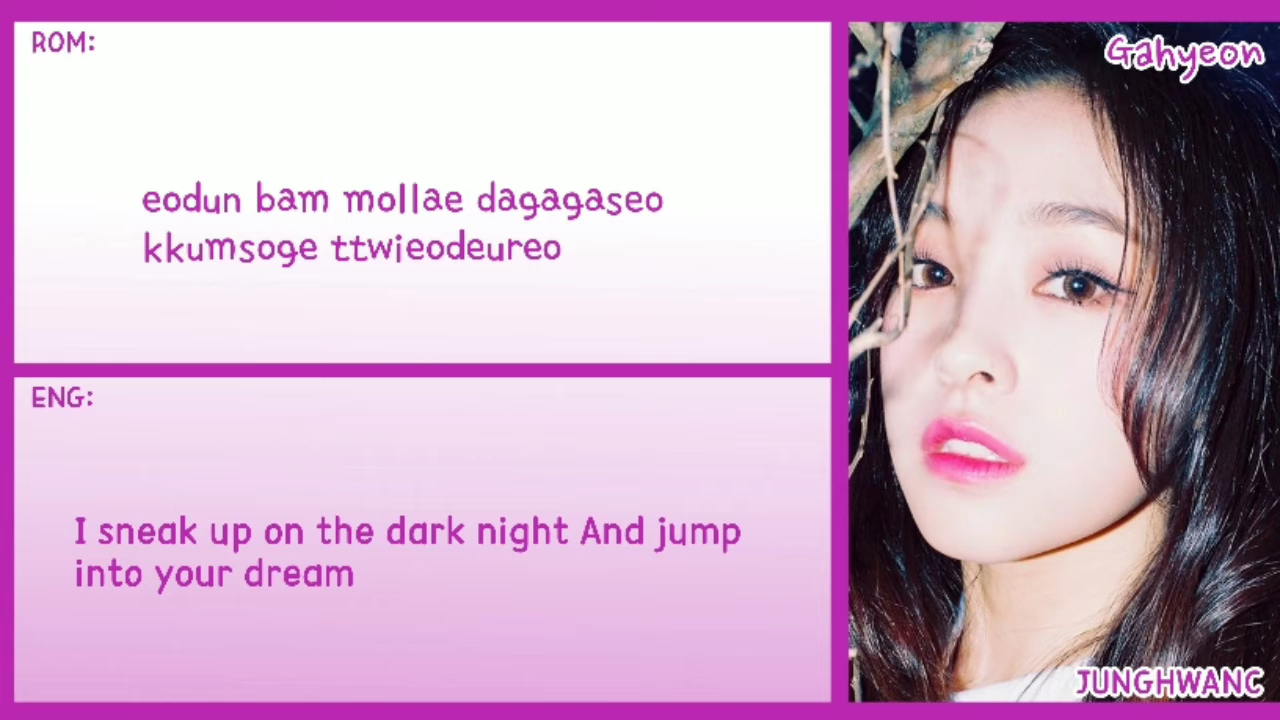 ROM:
eodun bam mollae dagagaseo
kkumsoge ttwieodeureo
ENG:
I sneak up on the dark night And jump
into your dream
Gahyeon
JUNGHWANC